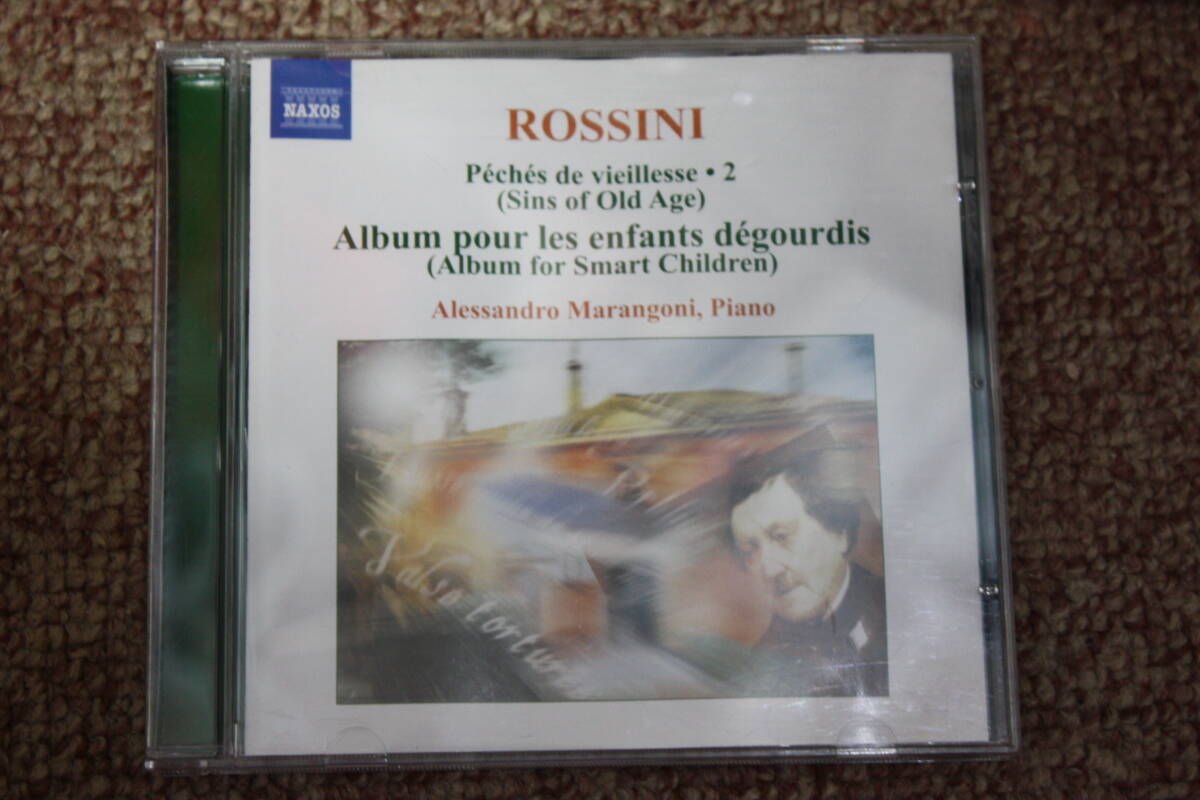 NAXOS
ROSSINI
Péchés de vieillesse • 2
(Sins of Old Age)
Album pour les enfants dégourdis
(Album for Smart Children)
Alessandro Marangoni, Piano